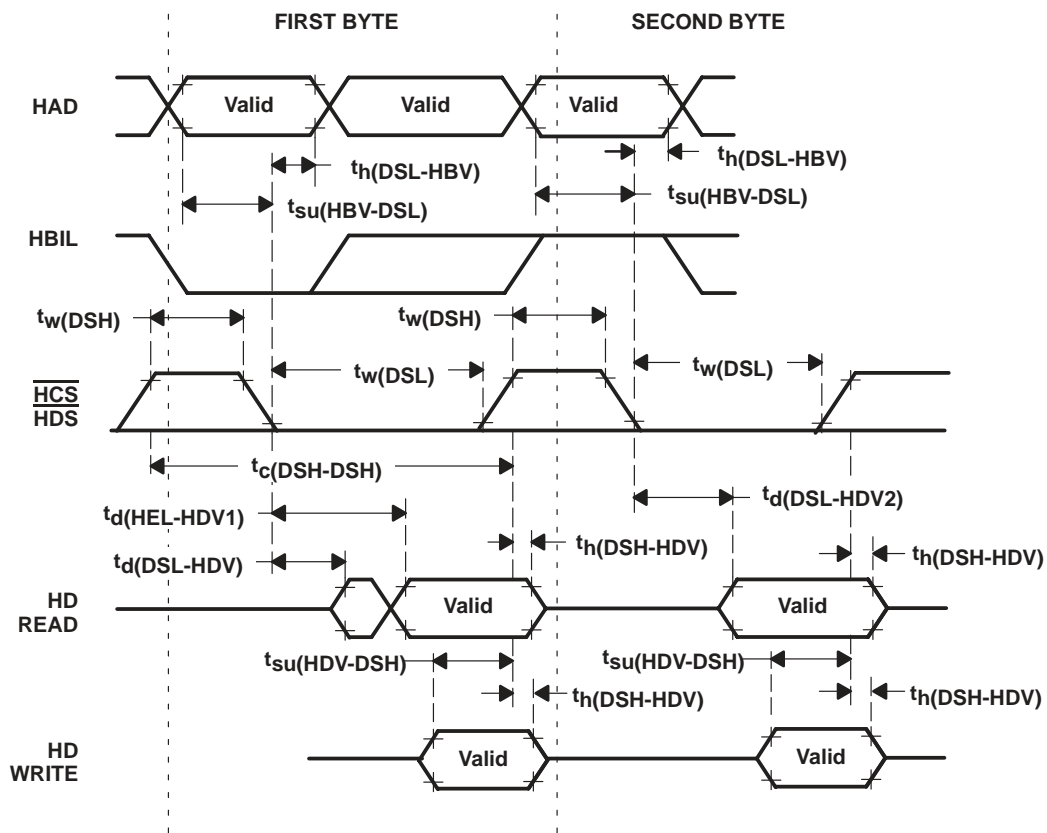 FIRST BYTE
SECOND BYTE
HAD
Valid
Valid
Valid
th(DSL-HBV)
th(DSL-HBV)
tsu(HBV-DSL)
tsu(HBV-DSL)
HBIL
tw(DSH)
tw(DSH)
tw(DSL)
tw(DSL)
HCS
HDS
tc(DSH-DSH)
td(HEL-HDV1)
td(DSL-HDV2)
th(DSH-HDV)
th(DSH-HDV)
td(DSL-HDV)
HD
READ
Valid
Valid
tsu(HDV-DSH)
tsu(HDV-DSH)
th(DSH-HDV)
th(DSH-HDV)
HD
WRITE
Valid
Valid